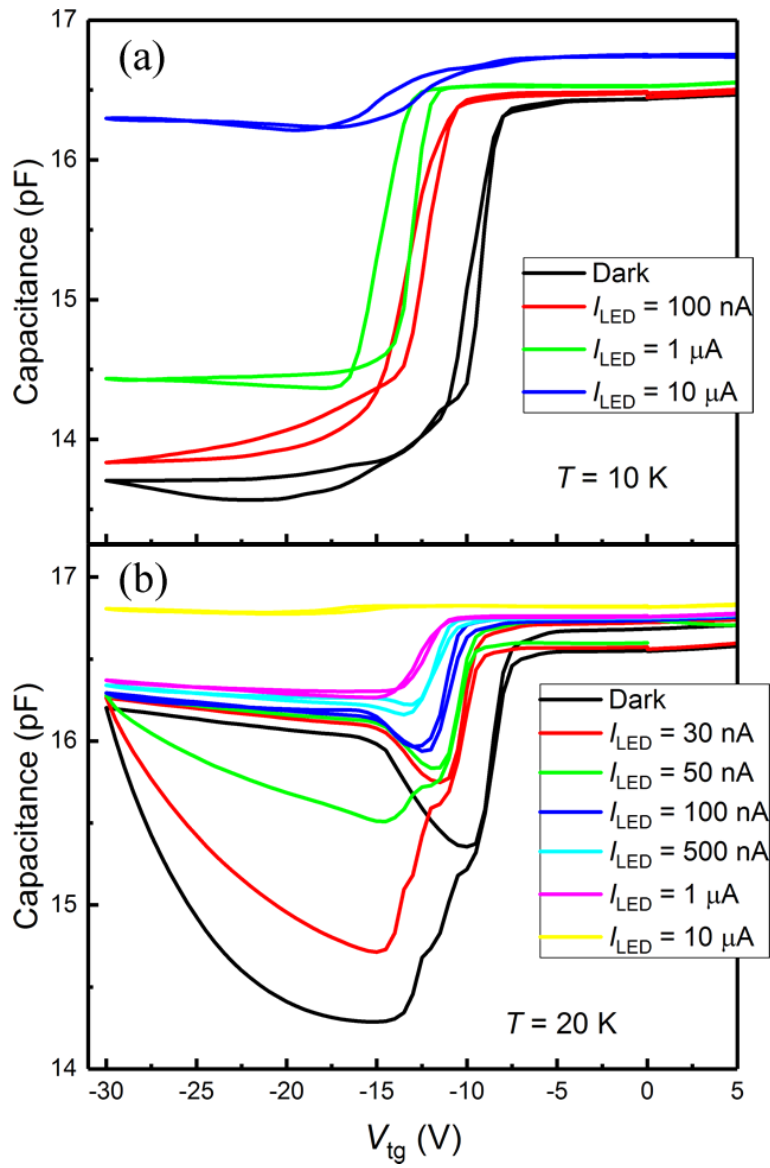 (a)
17
16
15
14
Capacitance (pF)
Dark
I_LED = 100 nA
I_LED = 1 μA
I_LED = 10 μA
T = 10 K
(b)
17
16
15
14
Capacitance (pF)
Dark
I_LED = 30 nA
I_LED = 50 nA
I_LED = 100 nA
I_LED = 500 nA
I_LED = 1 μA
I_LED = 10 μA
T = 20 K
-30 -25 -20 -15 -10 -5 0 5
V_tg (V)